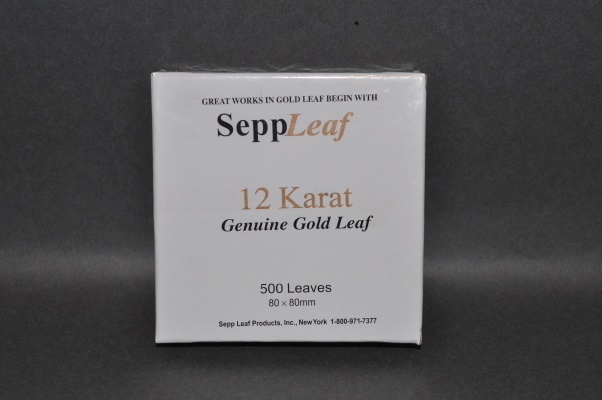 GREAT WORKS IN GOLD LEAF BEGIN WITH
SeppLeaf
12 Karat
Genuine Gold Leaf
500 Leaves
80 × 80mm
Sepp Leaf Products, Inc., New York 1-800-971-7377